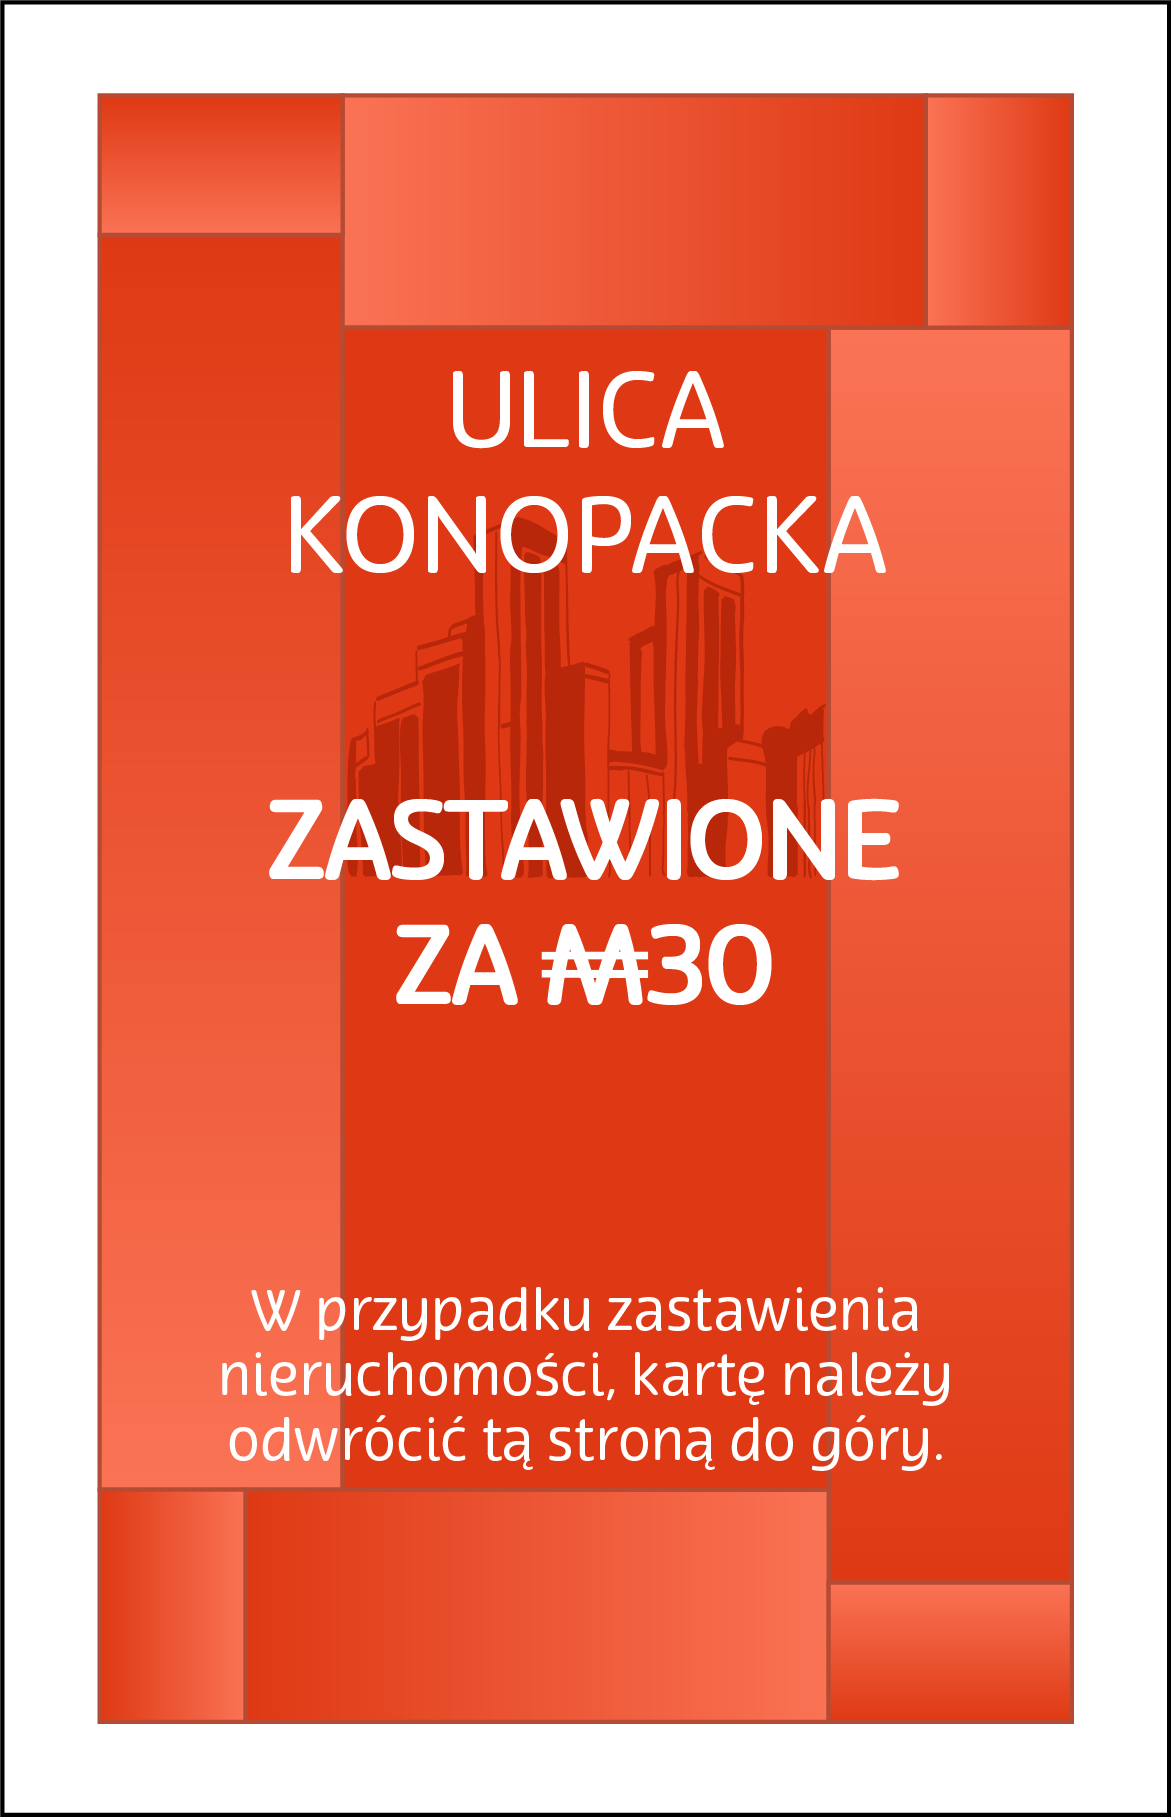 ULICA
KONOPACKA
ZASTAWIONE
ZA ₩30
W przypadku zastawienia
nieruchomości, kartę należy
odwrócić tą stroną do góry.